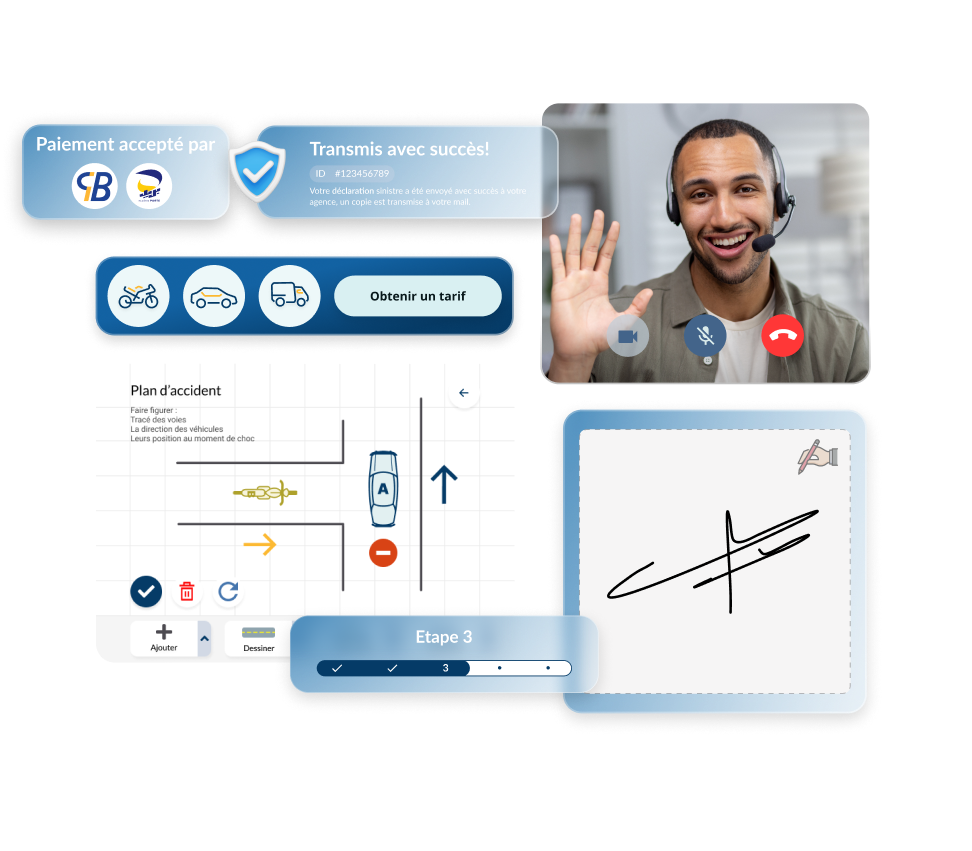 Paiement accepté par
Transmis avec succès!
ID #123456789
Votre déclaration sinistre a été envoyé avec succès à votre
agence, un copie est transmise à votre mail.
Obtenir un tarif
Plan d’accident
Faire figurer :
Tracé des voies
La direction des véhicules
Leurs position au moment de choc
A
Ajouter
Dessiner
Etape 3
3